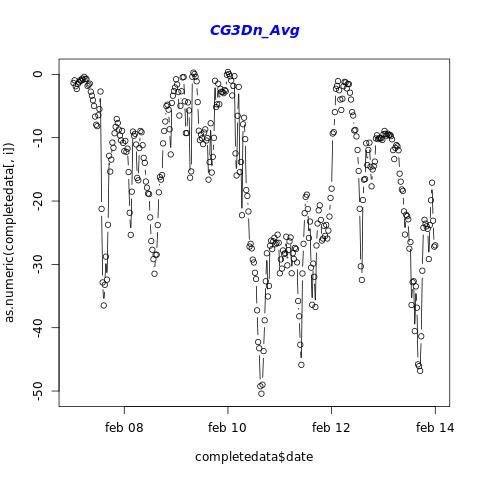 CG3Dn_Avg
as.numeric(completedata[, i])
0
-10
-20
-30
-40
-50
feb 08
feb 10
feb 12
feb 14
completedata$date